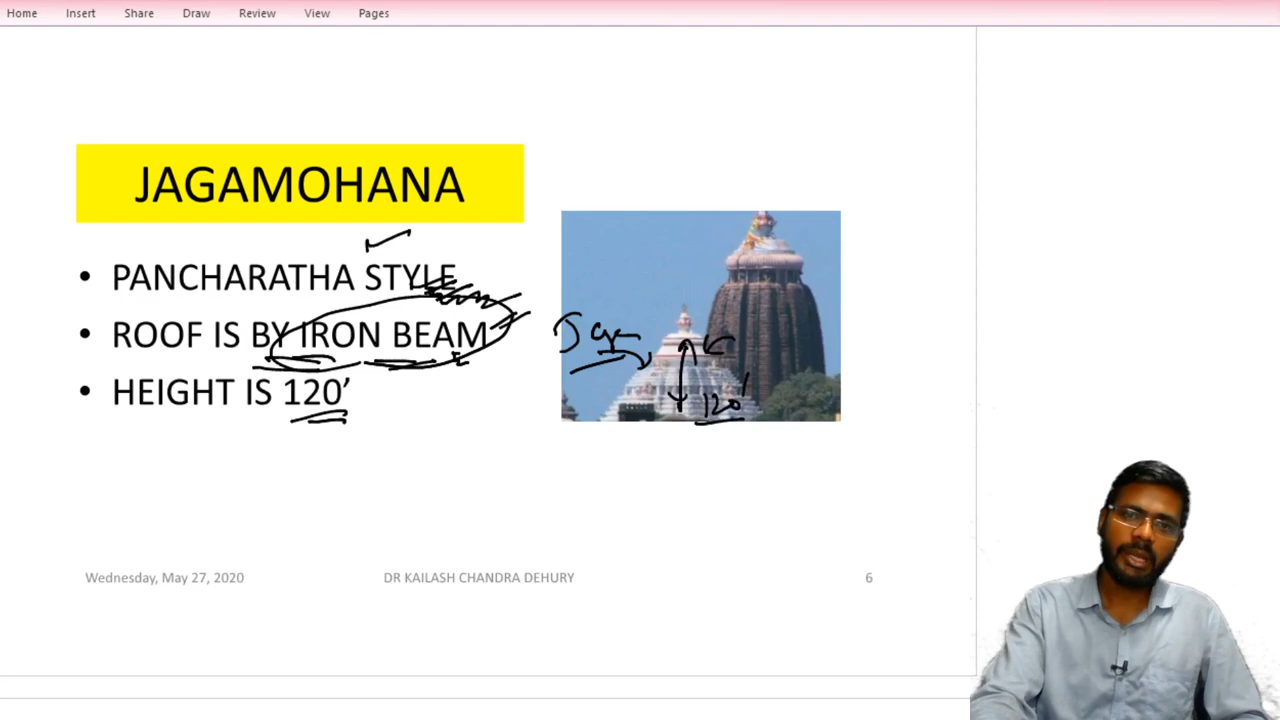 Home Insert Share Draw Review View Pages
JAGAMOHANA
• PANCHARATHA STYLE
• ROOF IS BY IRON BEAM
• HEIGHT IS 120’
Jaga
120'
Wednesday, May 27, 2020 DR KAILASH CHANDRA DEHURY 6